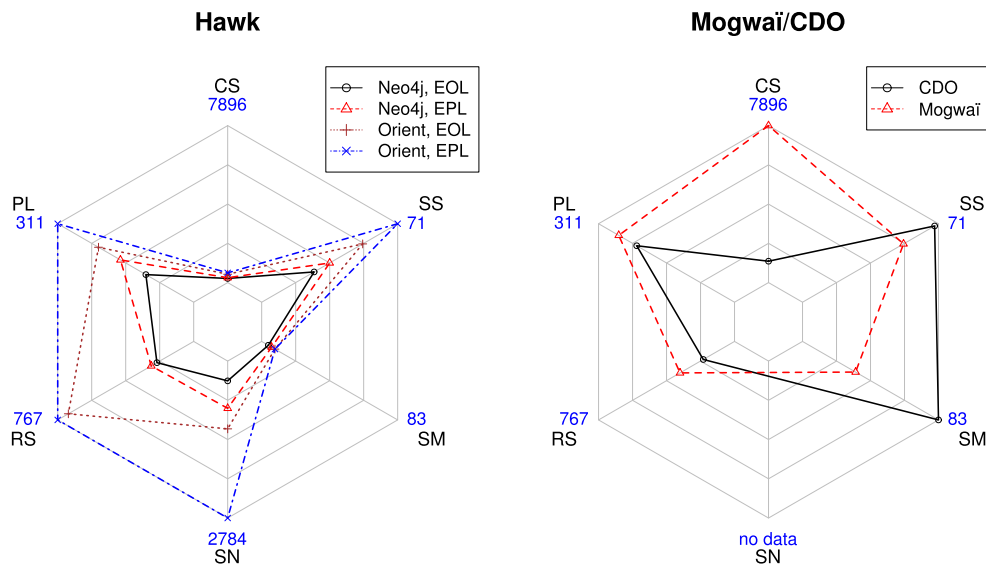 Hawk
CS
7896
Neo4j, EOL
Neo4j, EPL
Orient, EOL
Orient, EPL
PL
311
SS
71
767
RS
83
SM
2784
SN
Mogwaï/CDO
CS
7896
CDO
Mogwaï
PL
311
SS
71
767
RS
83
SM
no data
SN